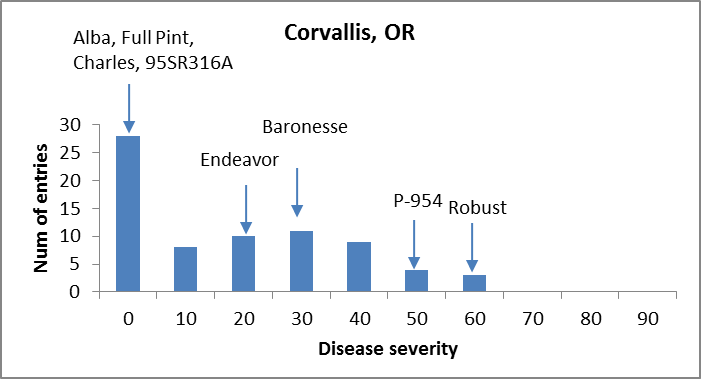 Corvallis, OR
Alba, Full Pint,
Charles, 95SR316A
Baronesse
Endeavor
P-954
Robust
Num of entries
30
25
20
15
10
5
0
0 10 20 30 40 50 60 70 80 90
Disease severity